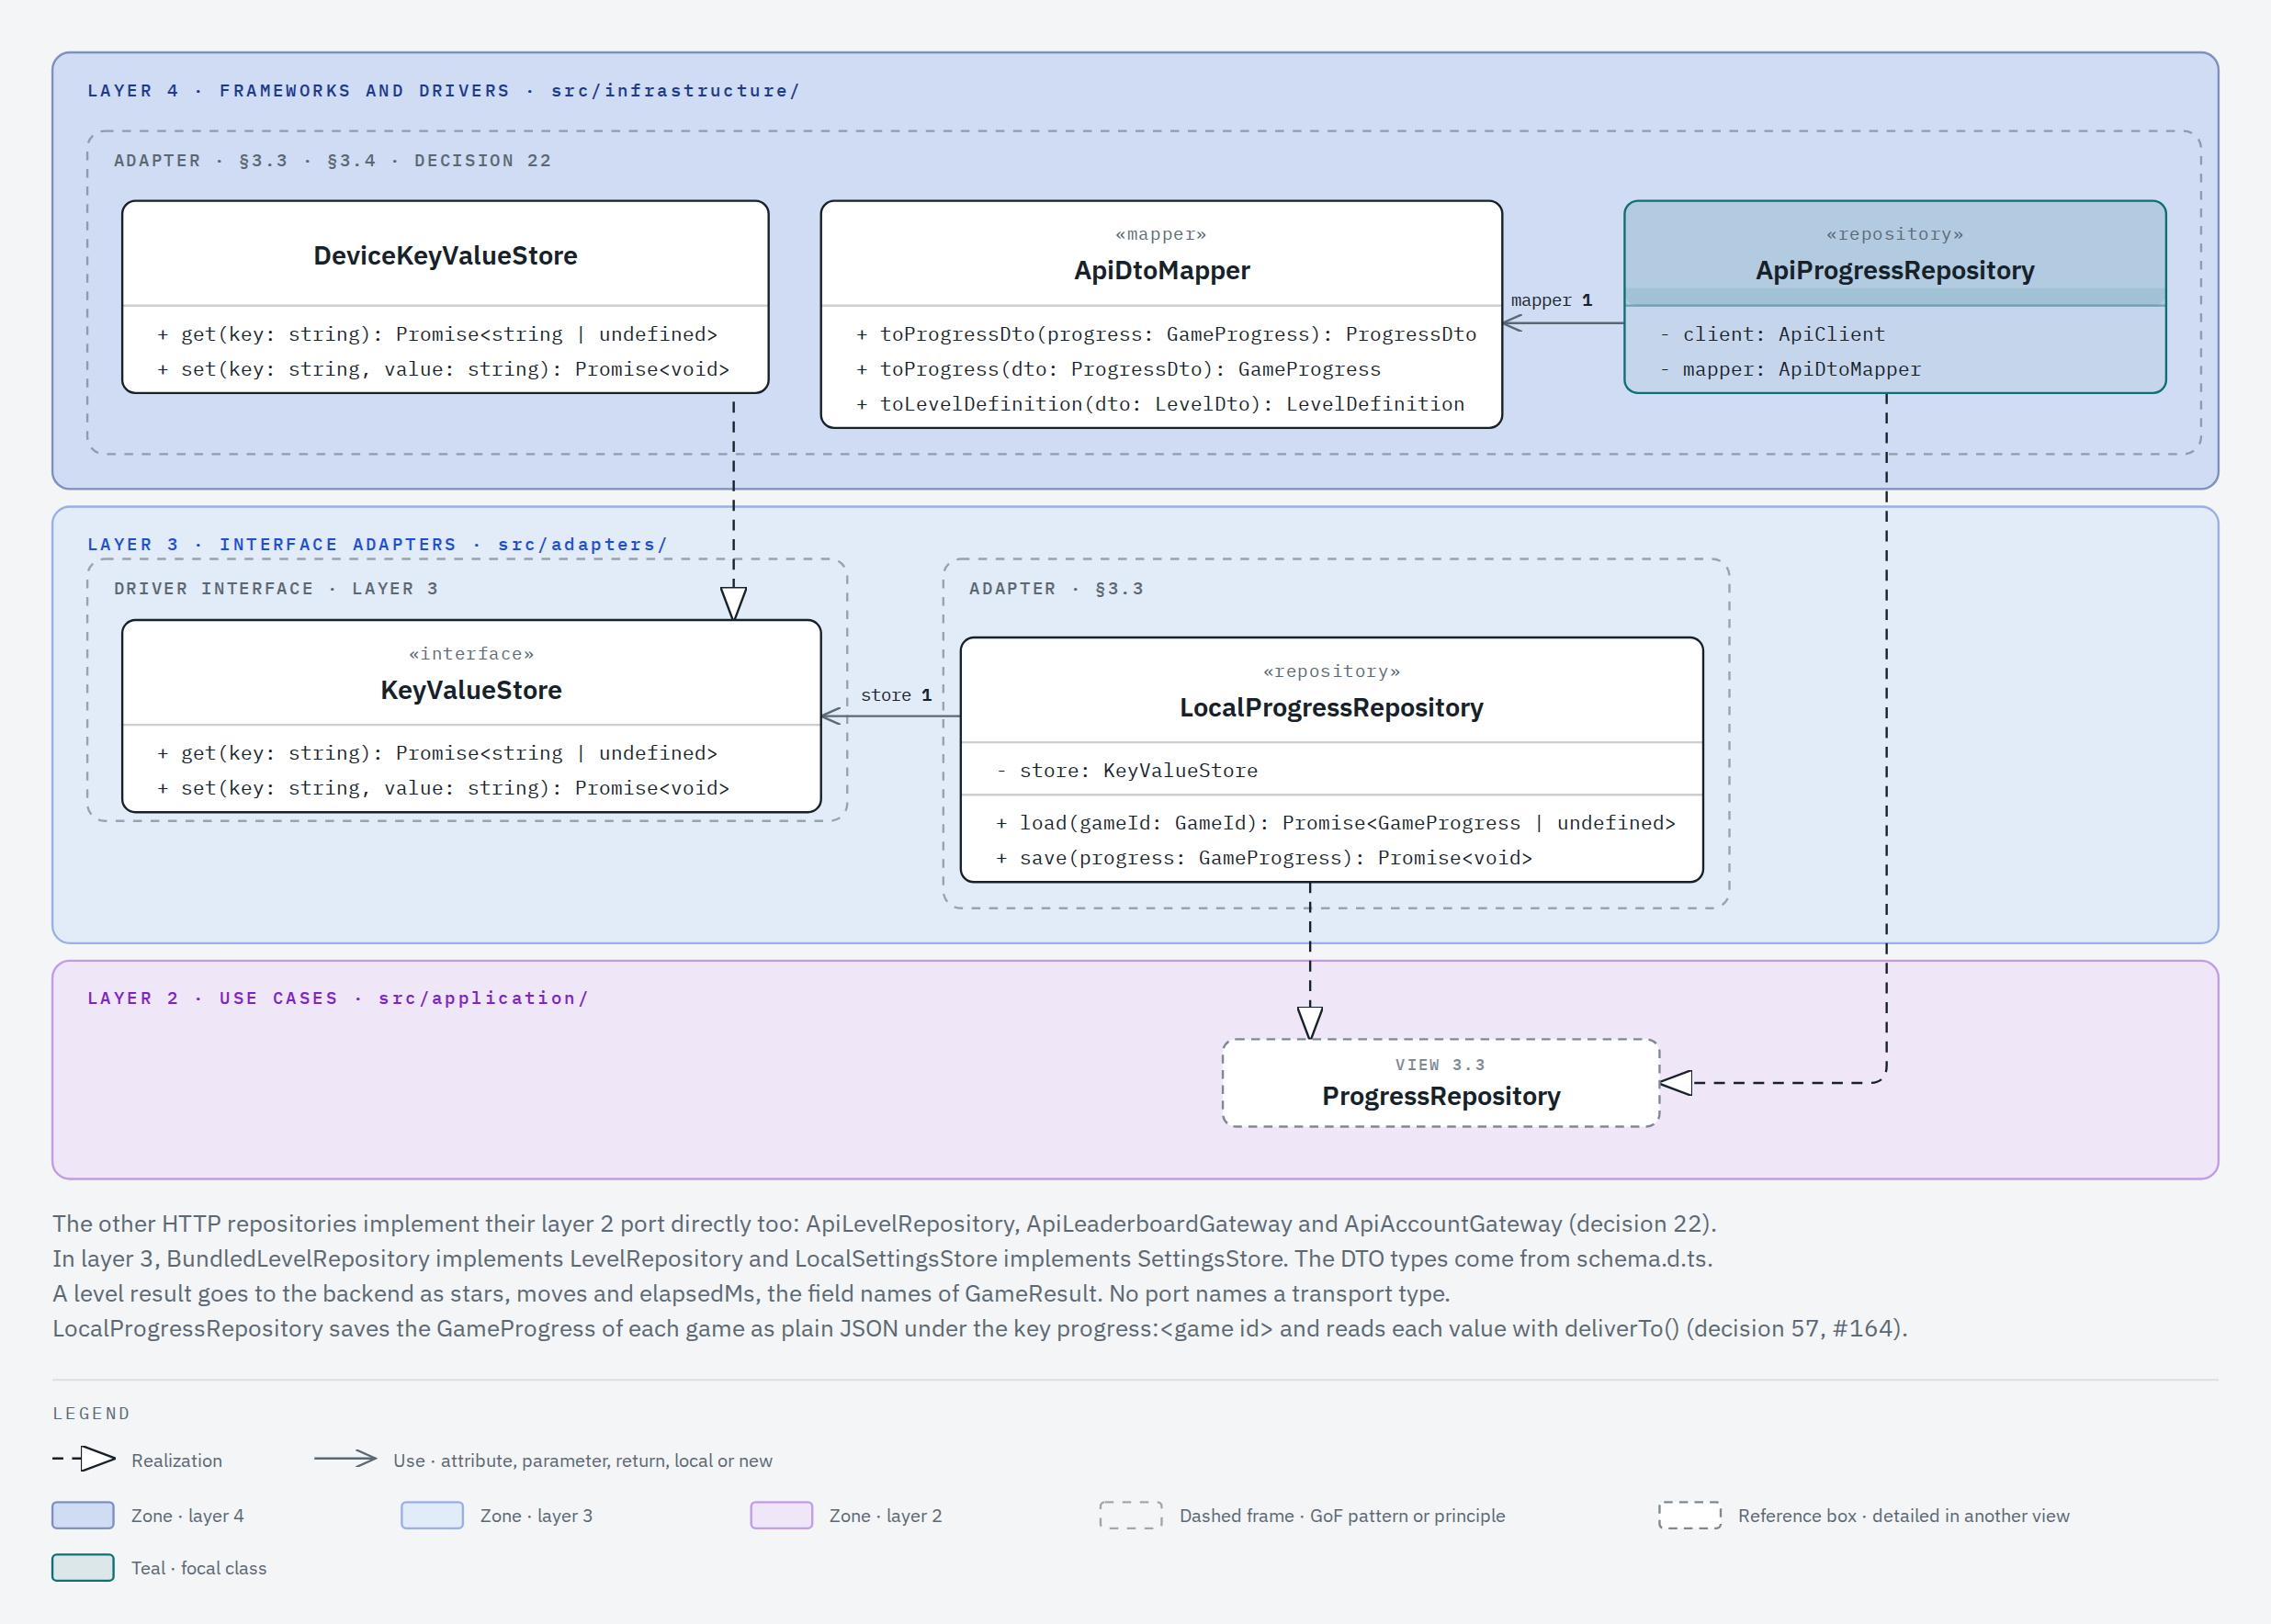 LAYER 4 · FRAMEWORKS AND DRIVERS · src/infrastructure/
ADAPTER · §3.3 · §3.4 · DECISION 22
DeviceKeyValueStore
+ get(key: string): Promise<string | undefined>
+ set(key: string, value: string): Promise<void>
«mapper»
ApiDtoMapper
+ toProgressDto(progress: GameProgress): ProgressDto
+ toProgress(dto: ProgressDto): GameProgress
+ toLevelDefinition(dto: LevelDto): LevelDefinition
mapper 1
«repository»
ApiProgressRepository
- client: ApiClient
- mapper: ApiDtoMapper
LAYER 3 · INTERFACE ADAPTERS · src/adapters/
DRIVER INTERFACE · LAYER 3
«interface»
KeyValueStore
+ get(key: string): Promise<string | undefined>
+ set(key: string, value: string): Promise<void>
store 1
ADAPTER · §3.3
«repository»
LocalProgressRepository
- store: KeyValueStore
+ load(gameId: GameId): Promise<GameProgress | undefined>
+ save(progress: GameProgress): Promise<void>
LAYER 2 · USE CASES · src/application/
VIEW 3.3
ProgressRepository
The other HTTP repositories implement their layer 2 port directly too: ApiLevelRepository, ApiLeaderboardGateway and ApiAccountGateway (decision 22).
In layer 3, BundledLevelRepository implements LevelRepository and LocalSettingsStore implements SettingsStore. The DTO types come from schema.d.ts.
A level result goes to the backend as stars, moves and elapsedMs, the field names of GameResult. No port names a transport type.
LocalProgressRepository saves the GameProgress of each game as plain JSON under the key progress:<game id> and reads each value with deliverTo() (decision 57, #164).
LEGEND
Realization
Use · attribute, parameter, return, local or new
Zone · layer 4
Zone · layer 3
Zone · layer 2
Dashed frame · GoF pattern or principle
Reference box · detailed in another view
Teal · focal class